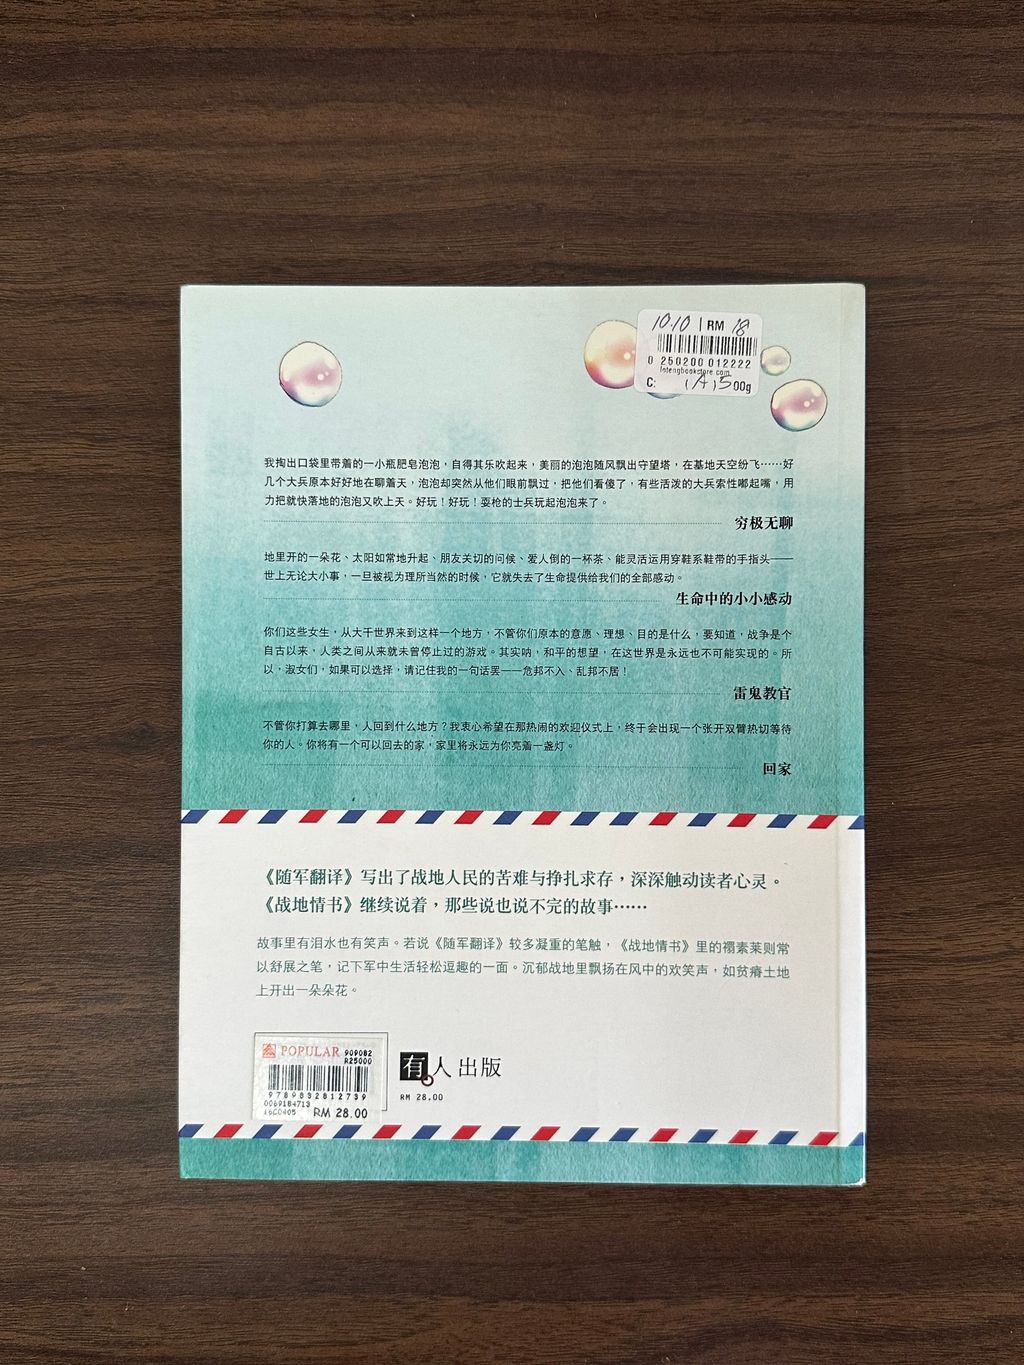 10.10 | RM 18
0 250200 012222
lotengbookstore.com
C: (A) 500g
我掏出口袋里带着的一小瓶肥皂泡泡，自得其乐吹起来，美丽的泡泡随风飘出守望塔，在基地天空纷飞……好
几个大兵原本好好地在聊着天，泡泡却突然从他们眼前飘过，把他们看傻了，有些活泼的大兵索性嘟起嘴，用
力把就快落地的泡泡又吹上天。好玩！好玩！耍枪的士兵玩起泡泡来了。
穷极无聊
地里开的一朵花、太阳如常地升起、朋友关切的问候、爱人倒的一杯茶、能灵活运用穿鞋系鞋带的手指头——
世上无论大小事，一旦被视为理所当然的时候，它就失去了生命提供给我们的全部感动。
生命中的小小感动
你们这些女生，从大千世界来到这样一个地方，不管你们原本的意愿、理想、目的是什么，要知道，战争是个
自古以来，人类之间从来就未曾停止过的游戏。其实呐，和平的想望，在这世界是永远也不可能实现的。所
以，淑女们，如果可以选择，请记住我的一句话罢——危邦不入、乱邦不居！
雷鬼教官
不管你打算去哪里，人回到什么地方？我衷心希望在那热闹的欢迎仪式上，终于会出现一个张开双臂热切等待
你的人。你将有一个可以回去的家，家里将永远为你亮着一盏灯。
回家
《随军翻译》写出了战地人民的苦难与挣扎求存，深深触动读者心灵。
《战地情书》继续说着，那些说也说不完的故事……
故事里有泪水也有笑声。若说《随军翻译》较多凝重的笔触，《战地情书》里的禤素莱则常
以舒展之笔，记下军中生活轻松逗趣的一面。沉郁战地里飘扬在风中的欢笑声，如贫瘠土地
上开出一朵朵花。
POPULAR 909082
R25000
9789832812739
0069184713
16C0405 RM 28.00
有人出版
RM 28.00